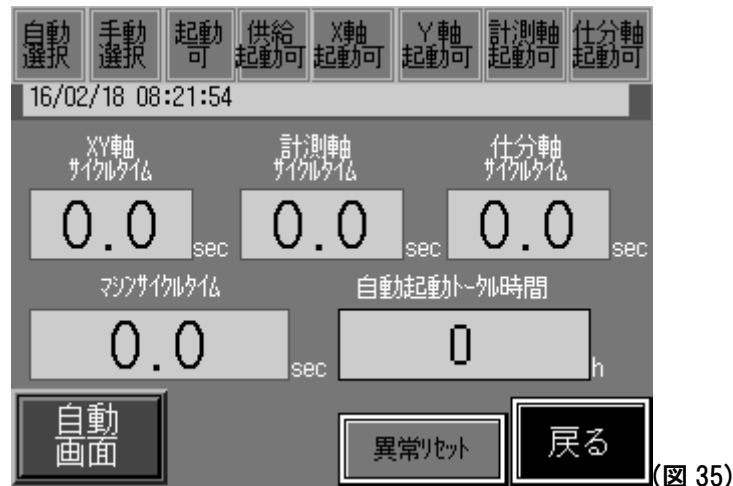 自動 手動 起動 供給 X軸 Y軸 計測軸 仕分軸
選択 選択 可 起動可 起動可 起動可 起動可 起動可
16/02/18 08:21:54
XY軸 計測軸 仕分軸
ｻｲｸﾙﾀｲﾑ ｻｲｸﾙﾀｲﾑ ｻｲｸﾙﾀｲﾑ
0.0 sec 0.0 sec 0.0 sec
ﾏｼﾝｻｲｸﾙﾀｲﾑ 自動起動ﾄｰﾀﾙ時間
0.0 sec 0 h
自動
画面 異常ﾘｾｯﾄ 戻る
(図 35)